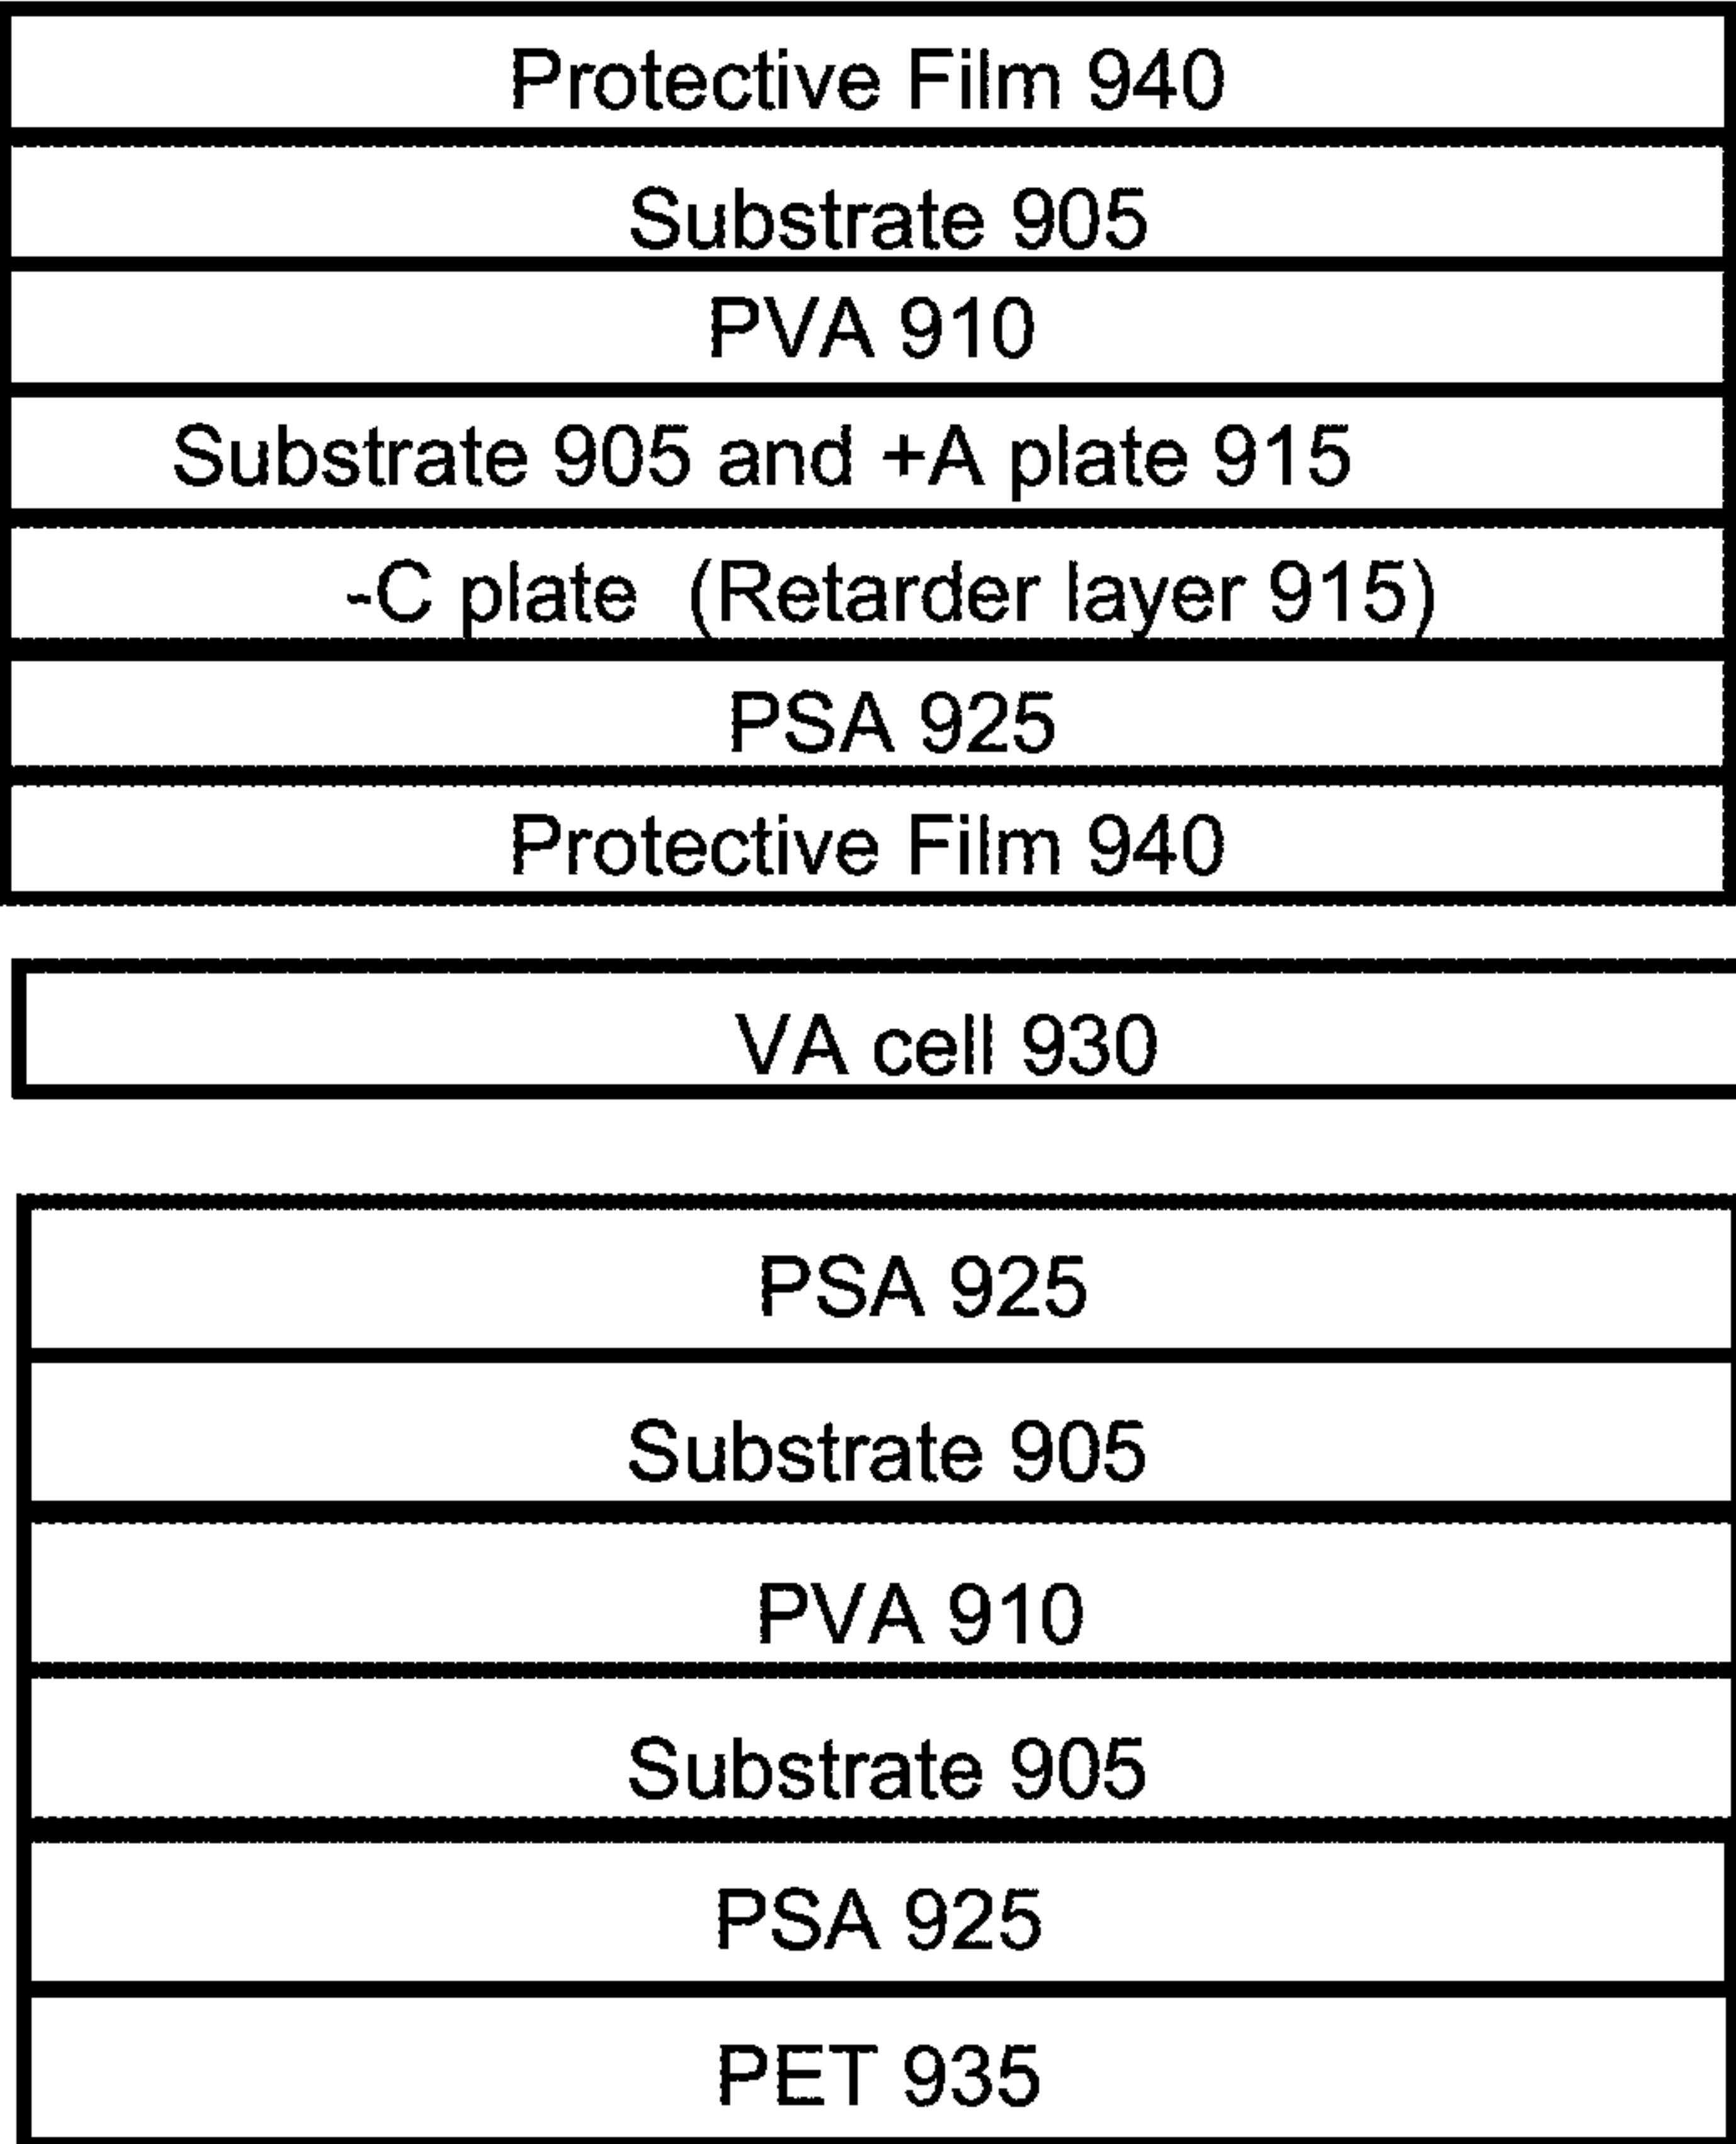 Protective Film 940
Substrate 905
PVA 910
Substrate 905 and +A plate 915
-C plate (Retarder layer 915)
PSA 925
Protective Film 940
VA cell 930
PSA 925
Substrate 905
PVA 910
Substrate 905
PSA 925
PET 935